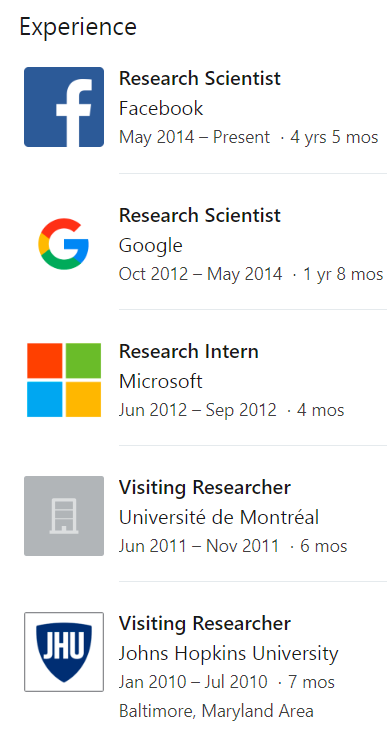 Experience
Research Scientist
Facebook
May 2014 – Present · 4 yrs 5 mos
Research Scientist
Google
Oct 2012 – May 2014 · 1 yr 8 mos
Research Intern
Microsoft
Jun 2012 – Sep 2012 · 4 mos
Visiting Researcher
Université de Montréal
Jun 2011 – Nov 2011 · 6 mos
JHU
Visiting Researcher
Johns Hopkins University
Jan 2010 – Jul 2010 · 7 mos
Baltimore, Maryland Area